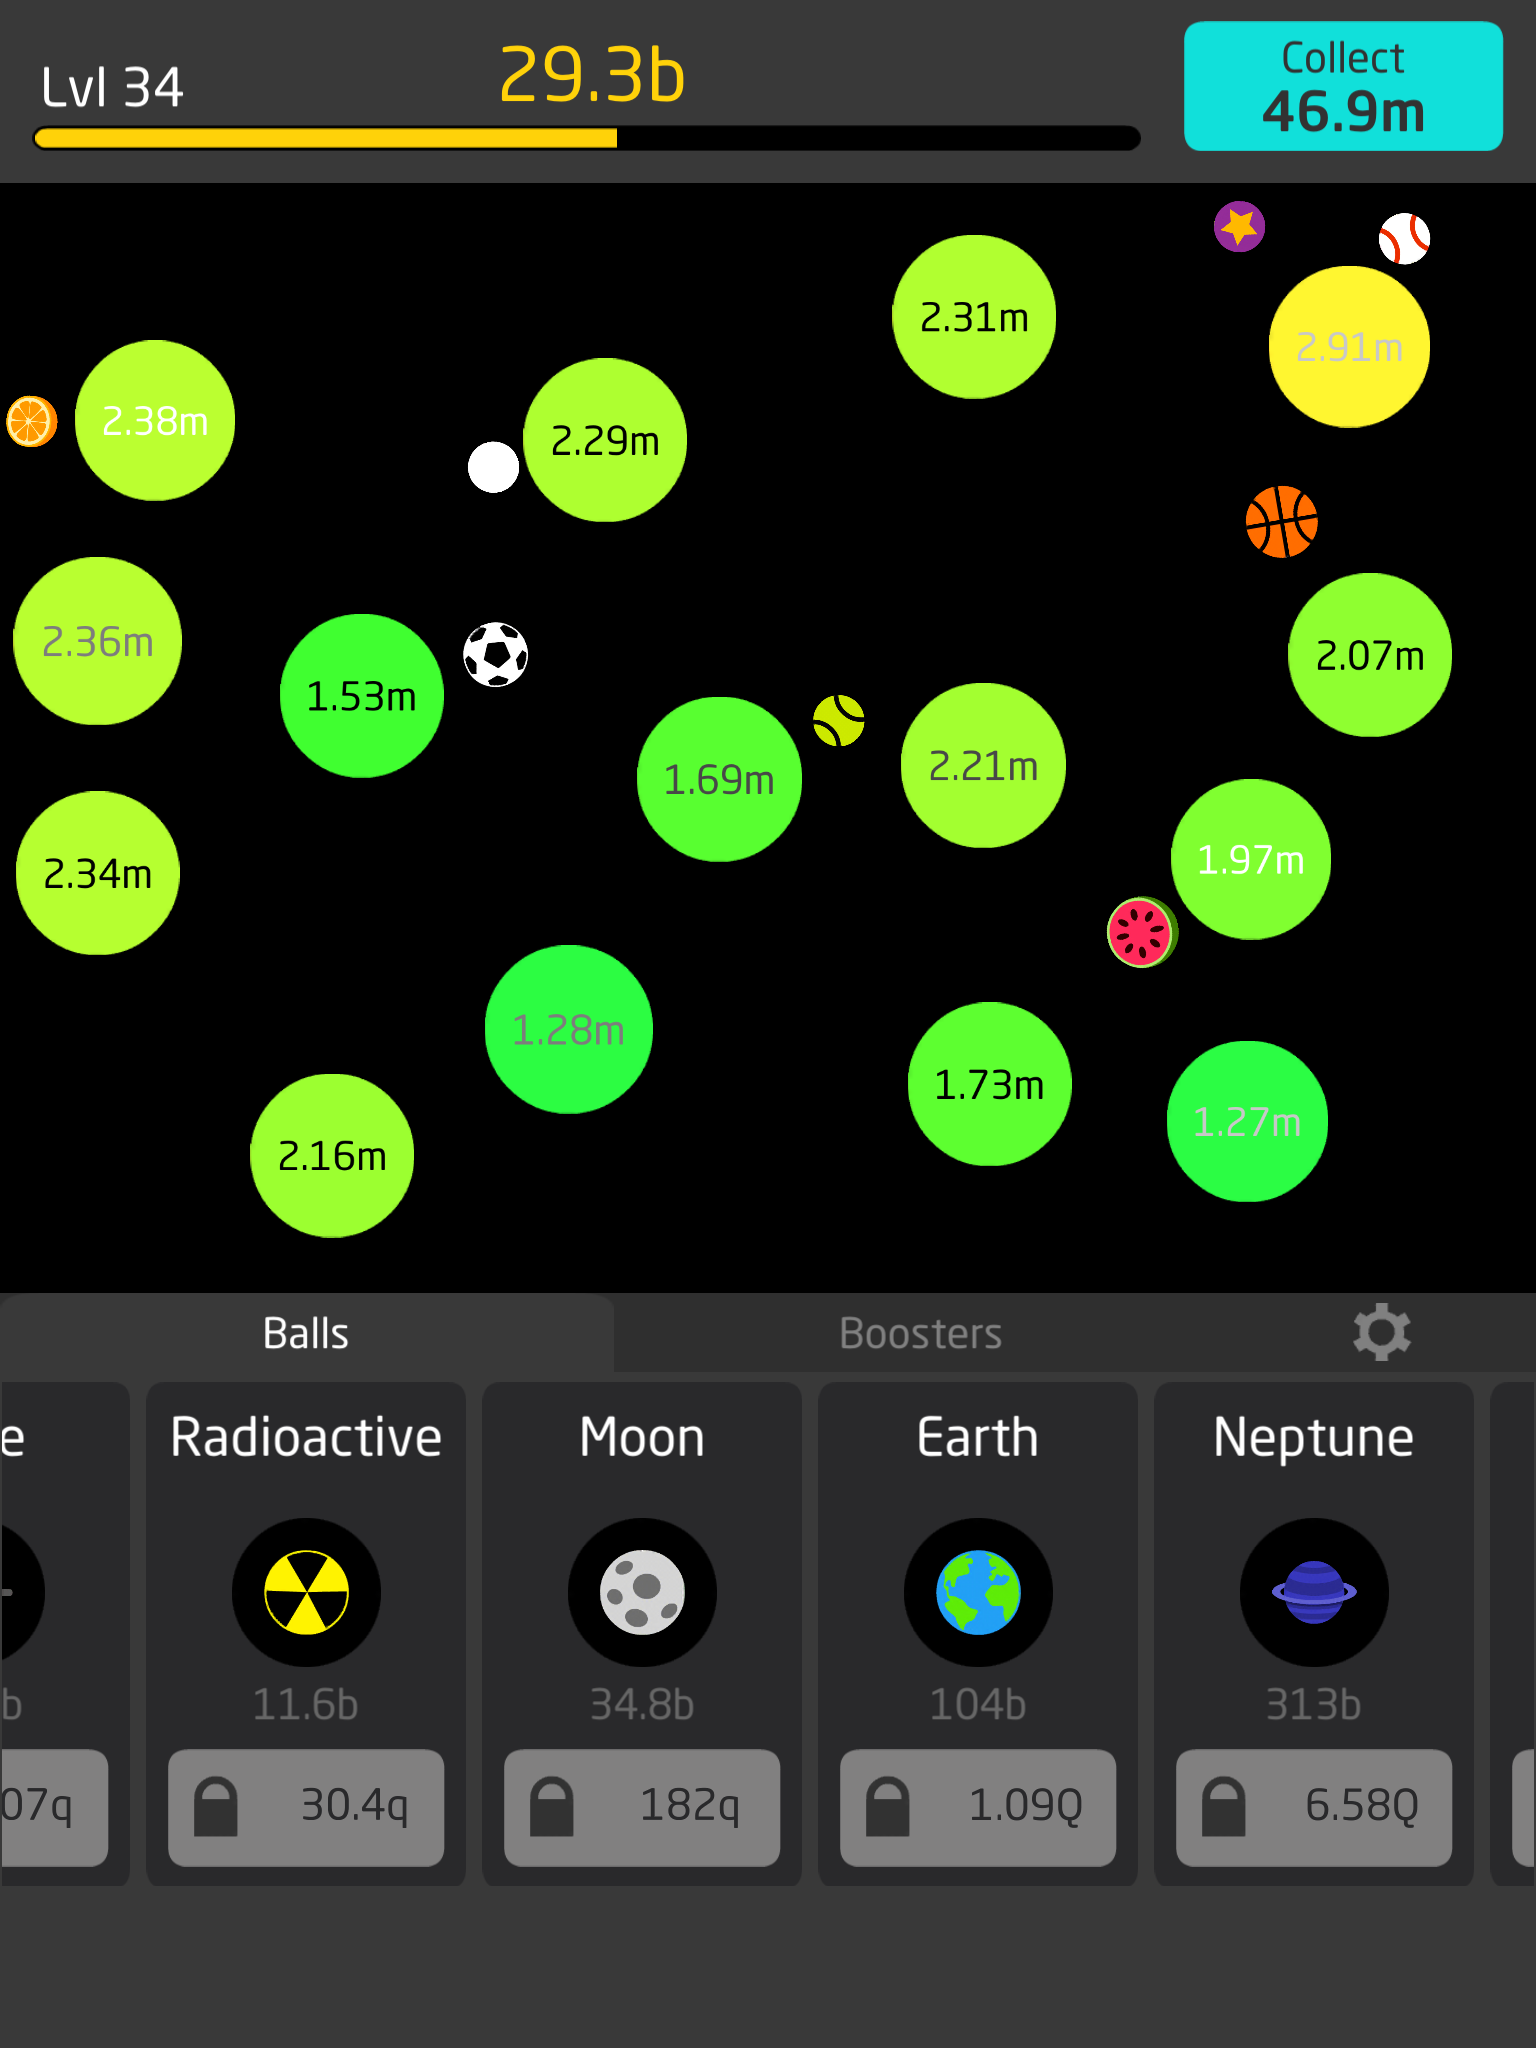 Lvl 34
29.3b
Collect
46.9m
2.31m
2.91m
2.38m
2.29m
2.36m
1.53m
2.07m
1.69m
2.21m
2.34m
1.97m
1.28m
1.73m
1.27m
2.16m
Balls
Boosters
e
Radioactive
Moon
Earth
Neptune
b
11.6b
34.8b
104b
313b
07q
30.4q
182q
1.09Q
6.58Q